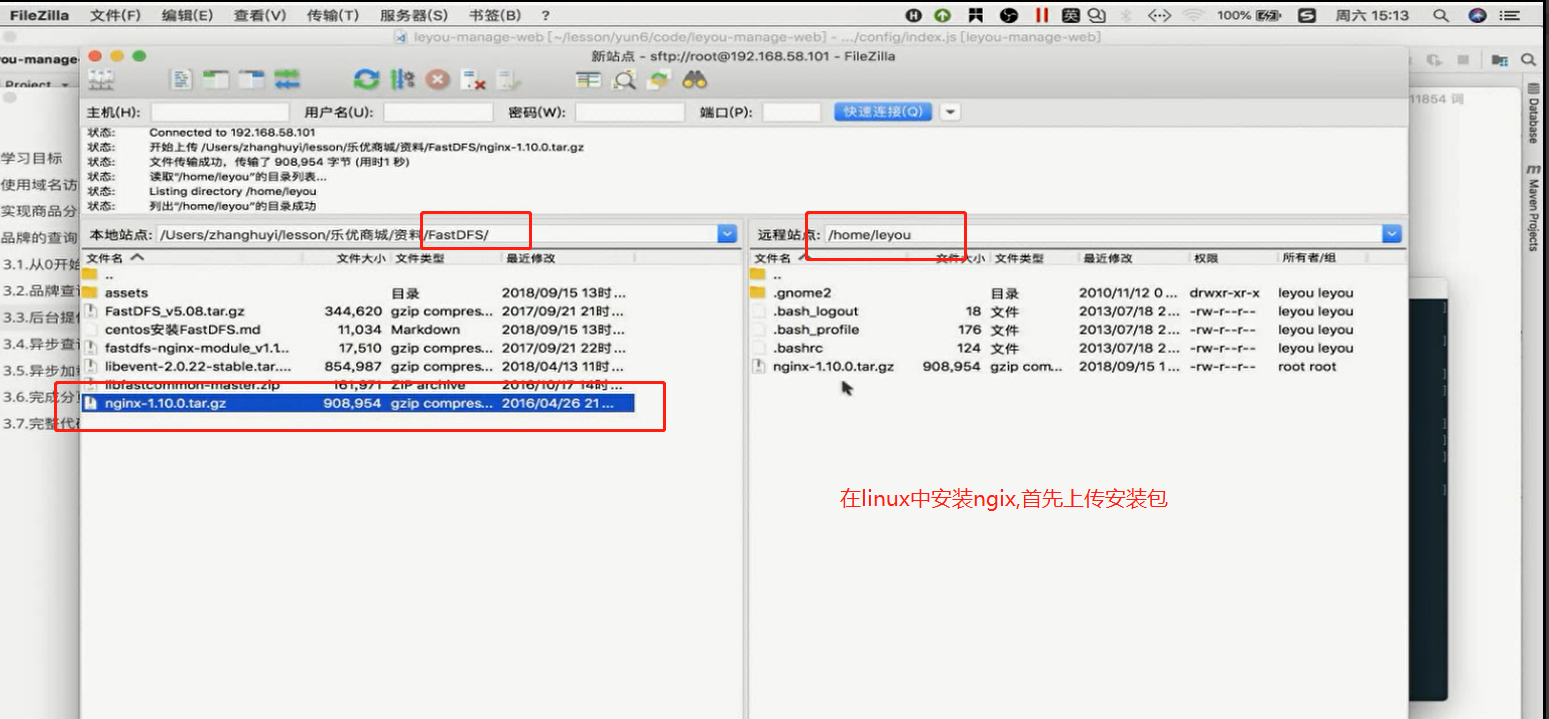 FileZilla 文件(F) 编辑(E) 查看(V) 传输(T) 服务器(S) 书签(B) ? 英 100% 周六 15:13
leyou-manage-web [~/lesson/yun6/code/leyou-manage-web] - .../config/index.js [leyou-manage-web]
ou-manage-
新站点 - sftp://root@192.168.58.101 - FileZilla
Project
主机(H): 用户名(U): 密码(W): 端口(P): 快速连接(Q)
11854 词
Database
Maven Projects
状态: Connected to 192.168.58.101
状态: 开始上传 /Users/zhanghuyi/lesson/乐优商城/资料/FastDFS/nginx-1.10.0.tar.gz
状态: 文件传输成功，传输了 908,954 字节 (用时1 秒)
状态: 读取"/home/leyou"的目录列表...
状态: Listing directory /home/leyou
状态: 列出"/home/leyou"的目录成功
学习目标
使用域名访
实现商品分
品牌的查询
3.1.从0开始
3.2.品牌查
3.3.后台提
3.4.异步查
3.5.异步加
3.6.完成分
3.7.完整代
本地站点: /Users/zhanghuyi/lesson/乐优商城/资料/FastDFS/
文件名 文件大小 文件类型 最近修改
..
assets 目录 2018/09/15 13时...
FastDFS_v5.08.tar.gz 344,620 gzip compres... 2017/09/21 21时...
centos安装FastDFS.md 11,034 Markdown 2018/09/15 13时...
fastdfs-nginx-module_v1.1... 17,510 gzip compres... 2017/09/21 22时...
libevent-2.0.22-stable.tar.... 854,987 gzip compres... 2018/04/13 11时...
libfastcommon-master.zip 161,971 ZIP archive 2016/10/17 14时...
nginx-1.10.0.tar.gz 908,954 gzip compres... 2016/04/26 21...
远程站点: /home/leyou
文件名 文件大小 文件类型 最近修改 权限 所有者/组
..
.gnome2 目录 2010/11/12 0... drwxr-xr-x leyou leyou
.bash_logout 18 文件 2013/07/18 2... -rw-r--r-- leyou leyou
.bash_profile 176 文件 2013/07/18 2... -rw-r--r-- leyou leyou
.bashrc 124 文件 2013/07/18 2... -rw-r--r-- leyou leyou
nginx-1.10.0.tar.gz 908,954 gzip com... 2018/09/15 1... -rw-r--r-- root root
在linux中安装ngix,首先上传安装包